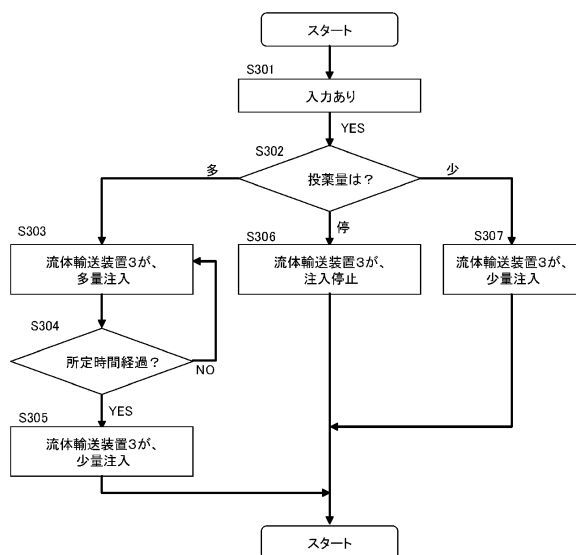 スタート
S301
入力あり
YES
S302
投薬量は？
多
少
停
S303
流体輸送装置3が、
多量注入
S306
流体輸送装置3が、
注入停止
S307
流体輸送装置3が、
少量注入
S304
所定時間経過？
NO
YES
S305
流体輸送装置3が、
少量注入
スタート